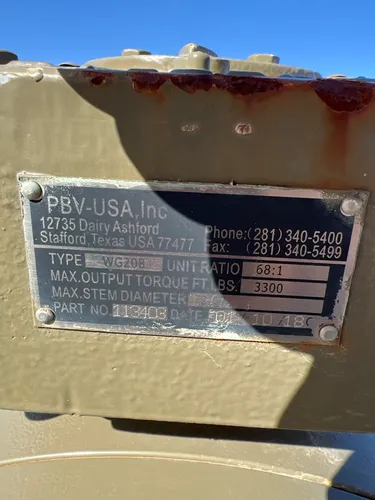 PBV-USA, Inc
12735 Dairy Ashford
Stafford, Texas USA 77477
Phone: (281) 340-5400
Fax: (281) 340-5499
TYPE UNIT RATIO 68:1
MAX.OUTPUT TORQUE FT.LBS. 3300
MAX.STEM DIAMETER
PART NO. 113403 DATE